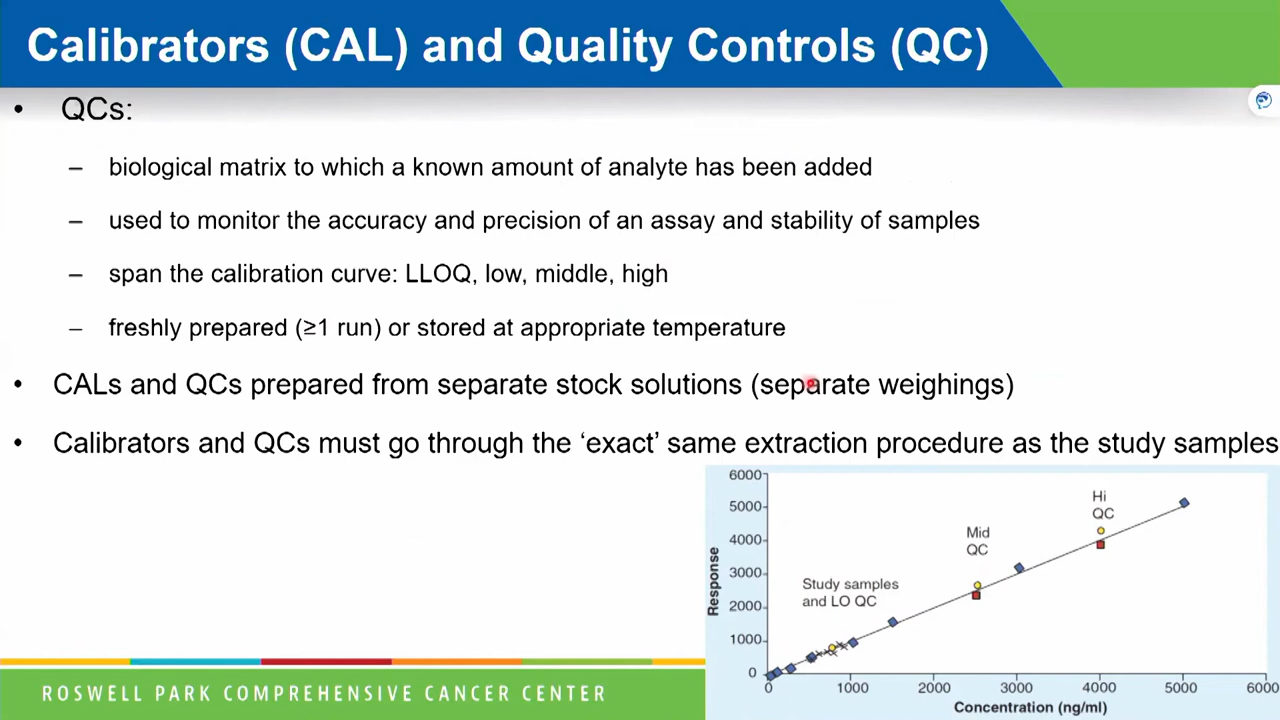 Calibrators (CAL) and Quality Controls (QC)
• QCs:
– biological matrix to which a known amount of analyte has been added
– used to monitor the accuracy and precision of an assay and stability of samples
– span the calibration curve: LLOQ, low, middle, high
– freshly prepared (≥1 run) or stored at appropriate temperature
• CALs and QCs prepared from separate stock solutions (separate weighings)
• Calibrators and QCs must go through the ‘exact’ same extraction procedure as the study samples
6000
5000
4000
3000
2000
1000
0
Response
Hi
QC
Mid
QC
Study samples
and LO QC
0 1000 2000 3000 4000 5000 6000
Concentration (ng/ml)
ROSWELL PARK COMPREHENSIVE CANCER CENTER